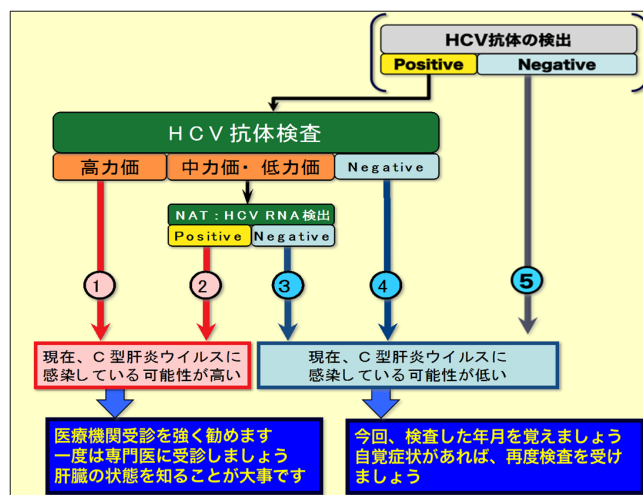 HCV抗体の検出
Positive Negative
HCV抗体検査
高力価 中力価・低力価 Negative
NAT:HCV RNA検出
Positive Negative
1 2 3 4 5
現在、C型肝炎ウイルスに
感染している可能性が高い
現在、C型肝炎ウイルスに
感染している可能性が低い
医療機関受診を強く勧めます
一度は専門医に受診しましょう
肝臓の状態を知ることが大事です
今回、検査した年月を覚えましょう
自覚症状があれば、再度検査を受け
ましょう